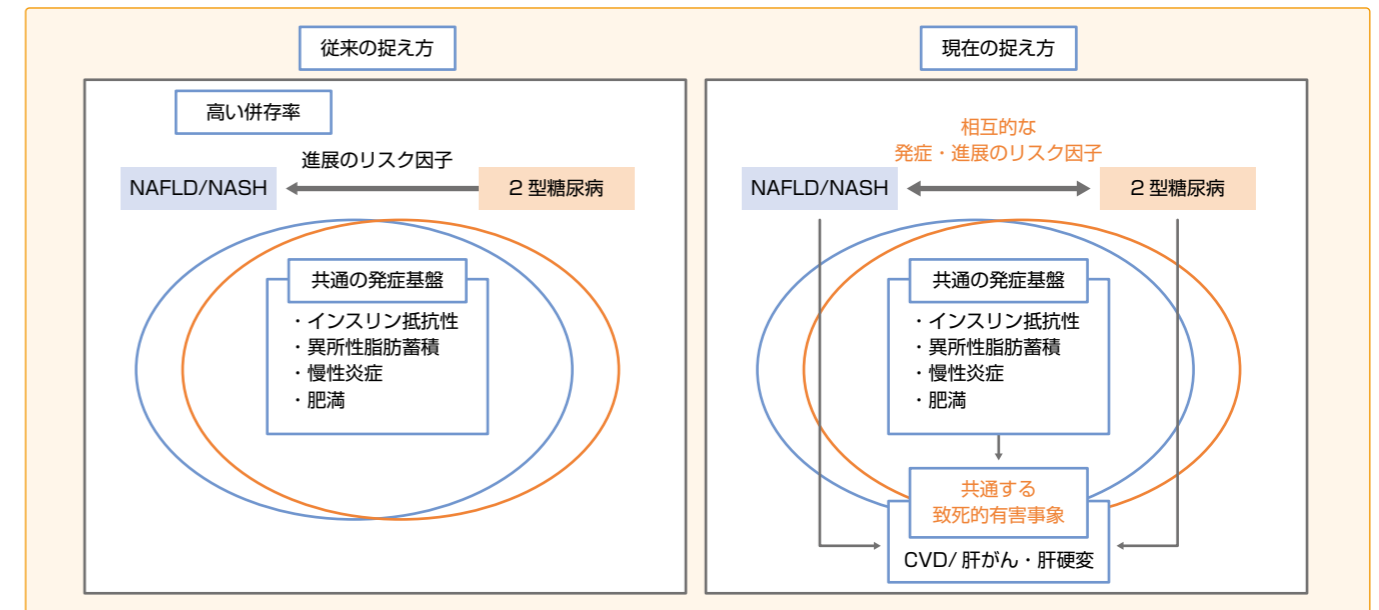 従来の捉え方
高い併存率
進展のリスク因子
NAFLD/NASH
2型糖尿病
共通の発症基盤
・インスリン抵抗性
・異所性脂肪蓄積
・慢性炎症
・肥満
現在の捉え方
相互的な
発症・進展のリスク因子
NAFLD/NASH
2型糖尿病
共通の発症基盤
・インスリン抵抗性
・異所性脂肪蓄積
・慢性炎症
・肥満
共通する
致死的有害事象
CVD/肝がん・肝硬変